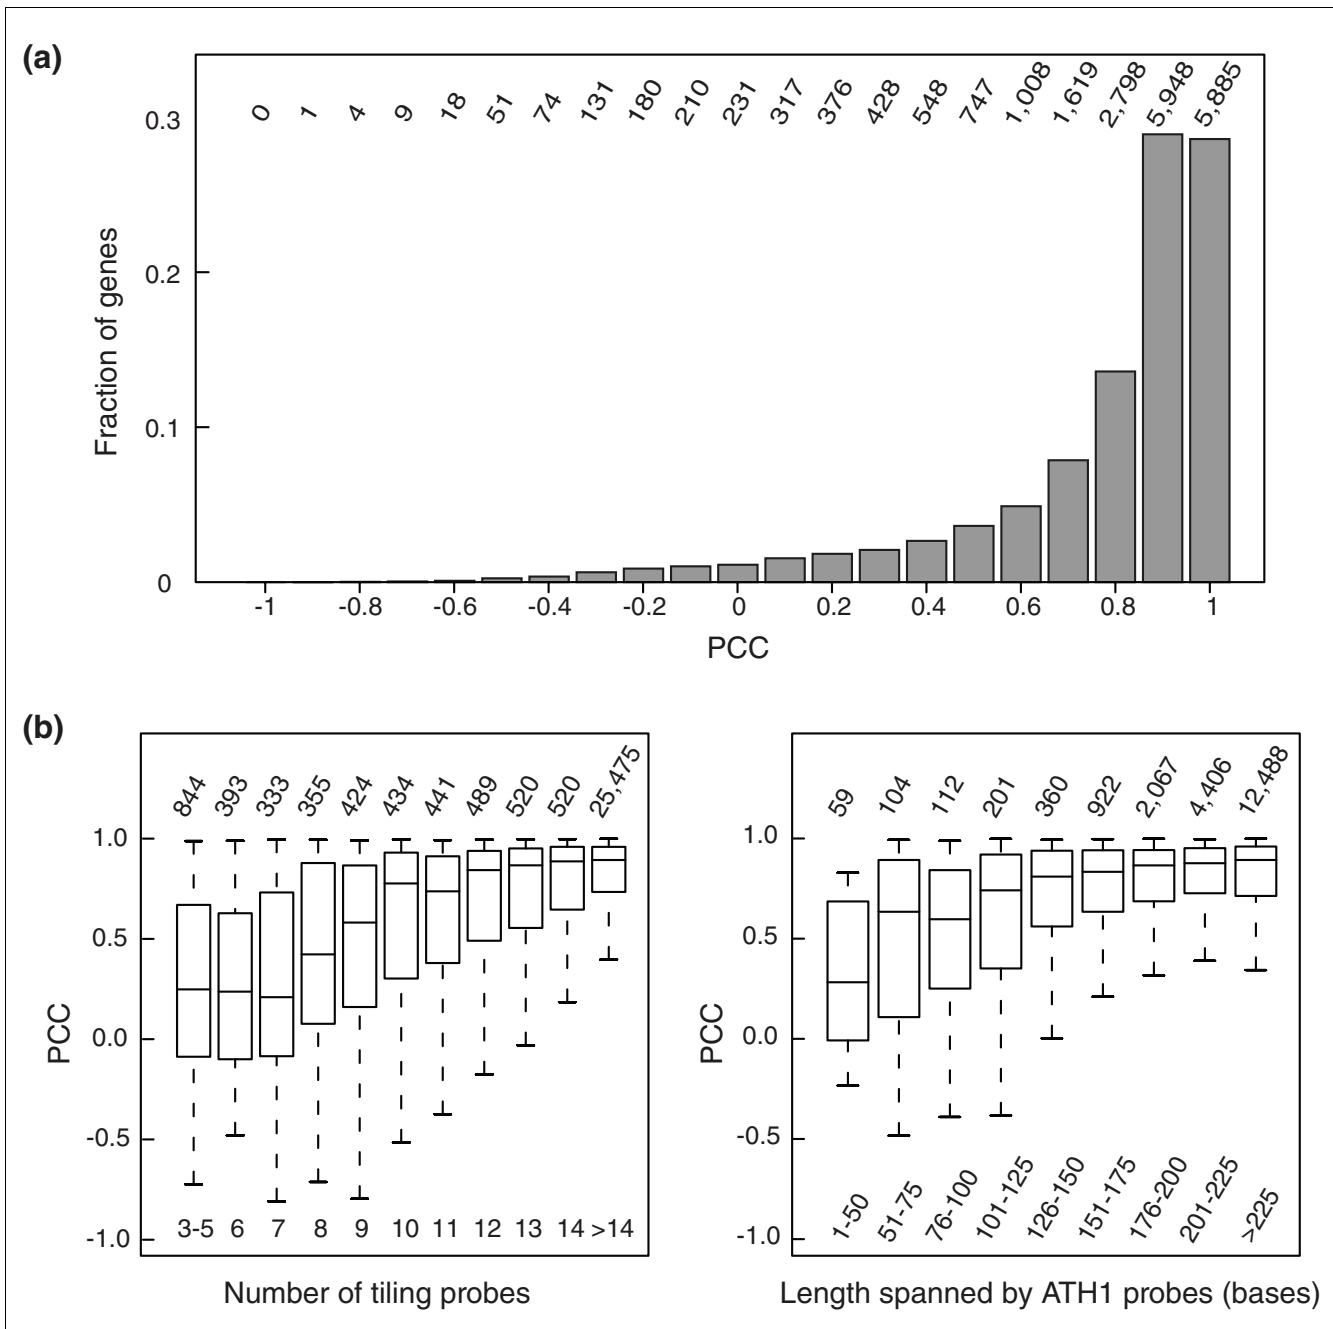 (a)
0 1 4 9 18 51 74 131 180 210 231 317 376 428 548 747 1,008 1,619 2,798 5,948 5,885
0.3
0.2
0.1
0
Fraction of genes
-1 -0.8 -0.6 -0.4 -0.2 0 0.2 0.4 0.6 0.8 1
PCC
(b)
844 393 333 355 424 434 441 489 520 520 25,475
1.0
0.5
0.0
-0.5
-1.0
PCC
3-5 6 7 8 9 10 11 12 13 14 >14
Number of tiling probes
59 104 112 201 360 922 2,067 4,406 12,488
1.0
0.5
0.0
-0.5
-1.0
PCC
1-50 51-75 76-100 101-125 126-150 151-175 176-200 201-225 >225
Length spanned by ATH1 probes (bases)